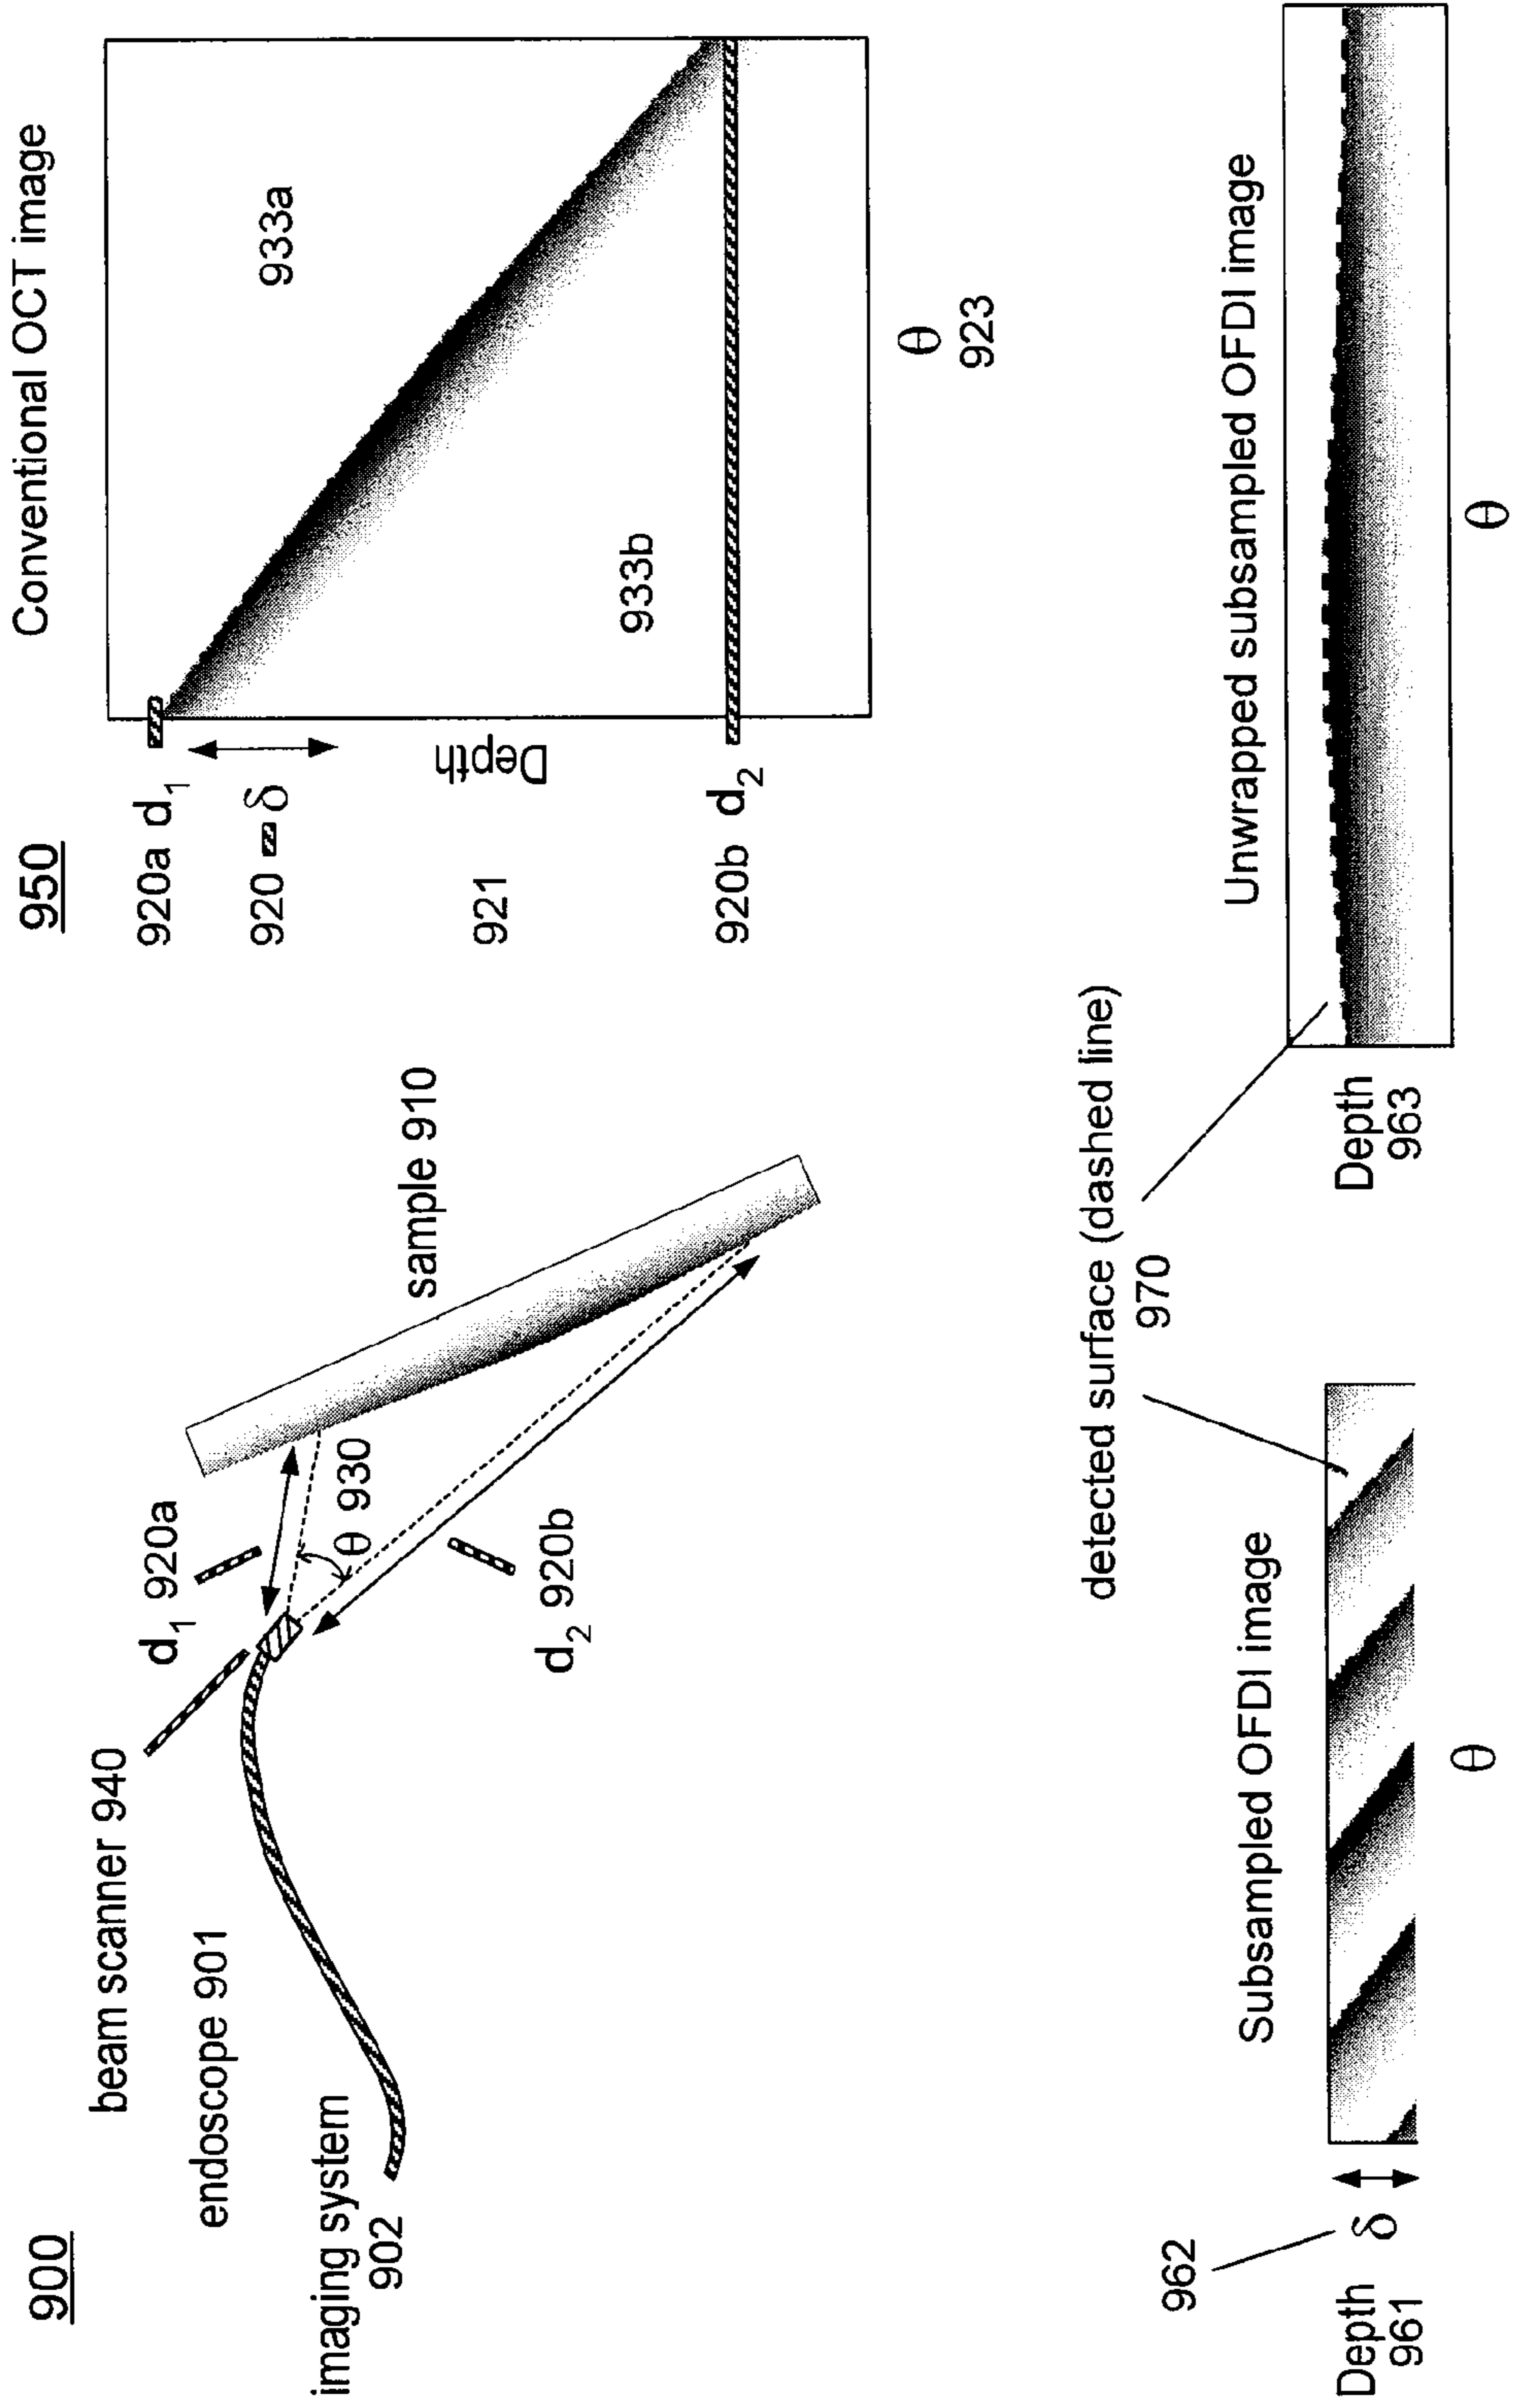 900
beam scanner 940
endoscope 901
imaging system
902
d1 920a
θ 930
d2 920b
sample 910
950
Conventional OCT image
920a d1
920 δ
921
Depth
920b d2
933a
933b
θ
923
detected surface (dashed line)
970
Subsampled OFDI image
962
Depth δ
961
θ
Unwrapped subsampled OFDI image
Depth
963
θ